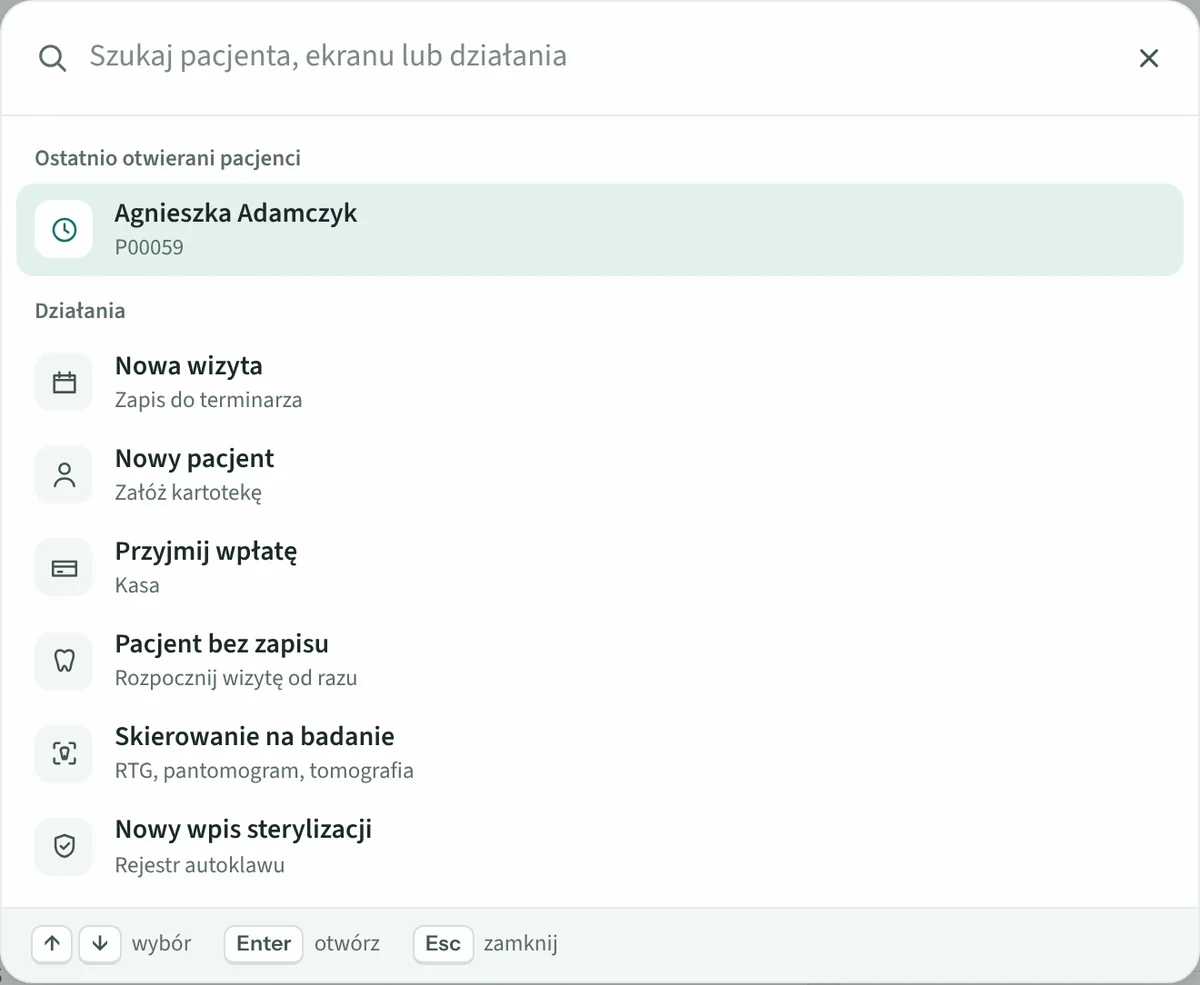 Szukaj pacjenta, ekranu lub działania
Ostatnio otwierani pacjenci
Agnieszka Adamczyk
P00059
Działania
Nowa wizyta
Zapis do terminarza
Nowy pacjent
Załóż kartotekę
Przyjmij wpłatę
Kasa
Pacjent bez zapisu
Rozpocznij wizytę od razu
Skierowanie na badanie
RTG, pantomogram, tomografia
Nowy wpis sterylizacji
Rejestr autoklawu
↑ ↓ wybór Enter otwórz Esc zamknij